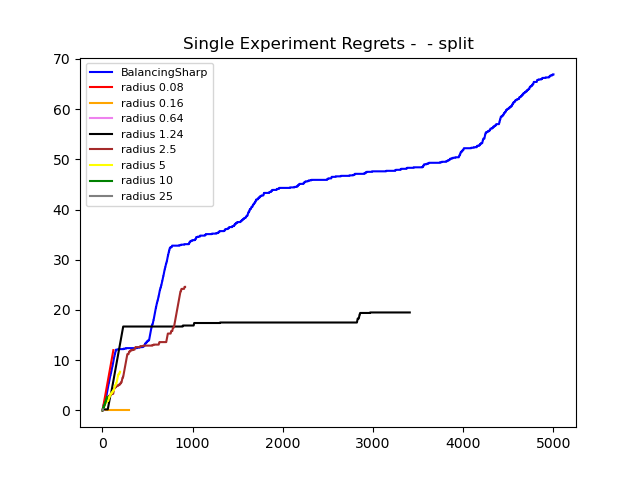 Single Experiment Regrets -  - split
70
60
50
40
30
20
10
0
BalancingSharp
radius 0.08
radius 0.16
radius 0.64
radius 1.24
radius 2.5
radius 5
radius 10
radius 25
0 1000 2000 3000 4000 5000